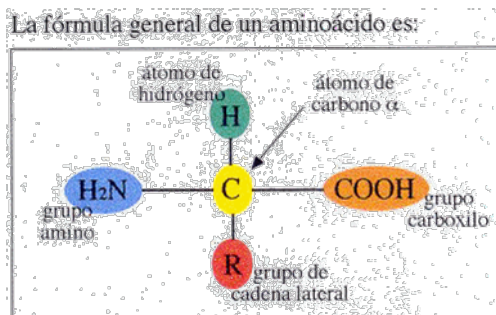 La fórmula general de un aminoácido es:
átomo de
hidrógeno
átomo de
carbono α
H
H2N
C
COOH
grupo
amino
grupo
carboxilo
R
grupo de
cadena lateral